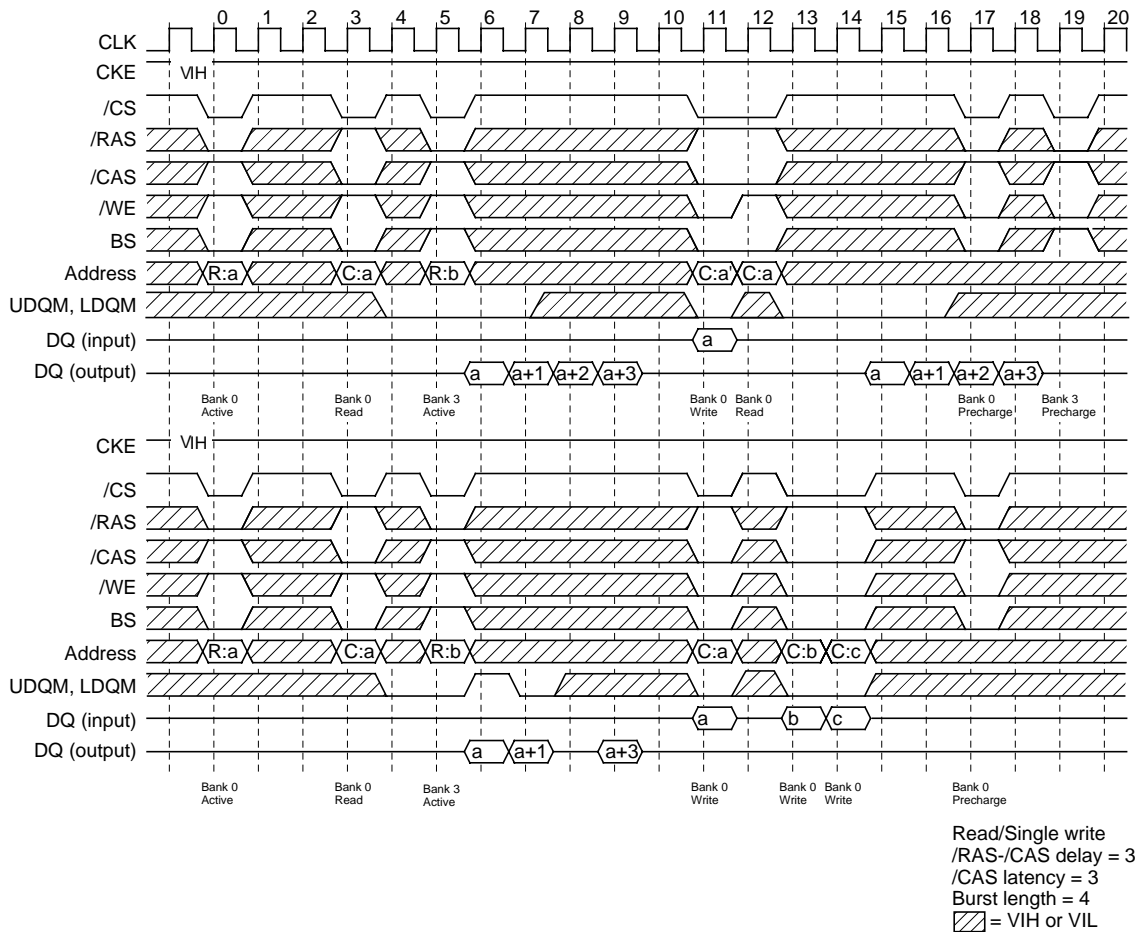 0 1 2 3 4 5 6 7 8 9 10 11 12 13 14 15 16 17 18 19 20
CLK
CKE VIH
/CS
/RAS
/CAS
/WE
BS
Address R:a C:a R:b C:a' C:a
UDQM, LDQM
DQ (input) a
DQ (output) a a+1 a+2 a+3 a a+1 a+2 a+3
Bank 0 Bank 0 Bank 3 Bank 0 Bank 0 Bank 0 Bank 3
Active Read Active Write Read Precharge Precharge
CKE VIH
/CS
/RAS
/CAS
/WE
BS
Address R:a C:a R:b C:a C:b C:c
UDQM, LDQM
DQ (input) a b c
DQ (output) a a+1 a+3
Bank 0 Bank 0 Bank 3 Bank 0 Bank 0 Bank 0 Bank 0
Active Read Active Write Write Write Precharge
Read/Single write
/RAS-/CAS delay = 3
/CAS latency = 3
Burst length = 4
= VIH or VIL